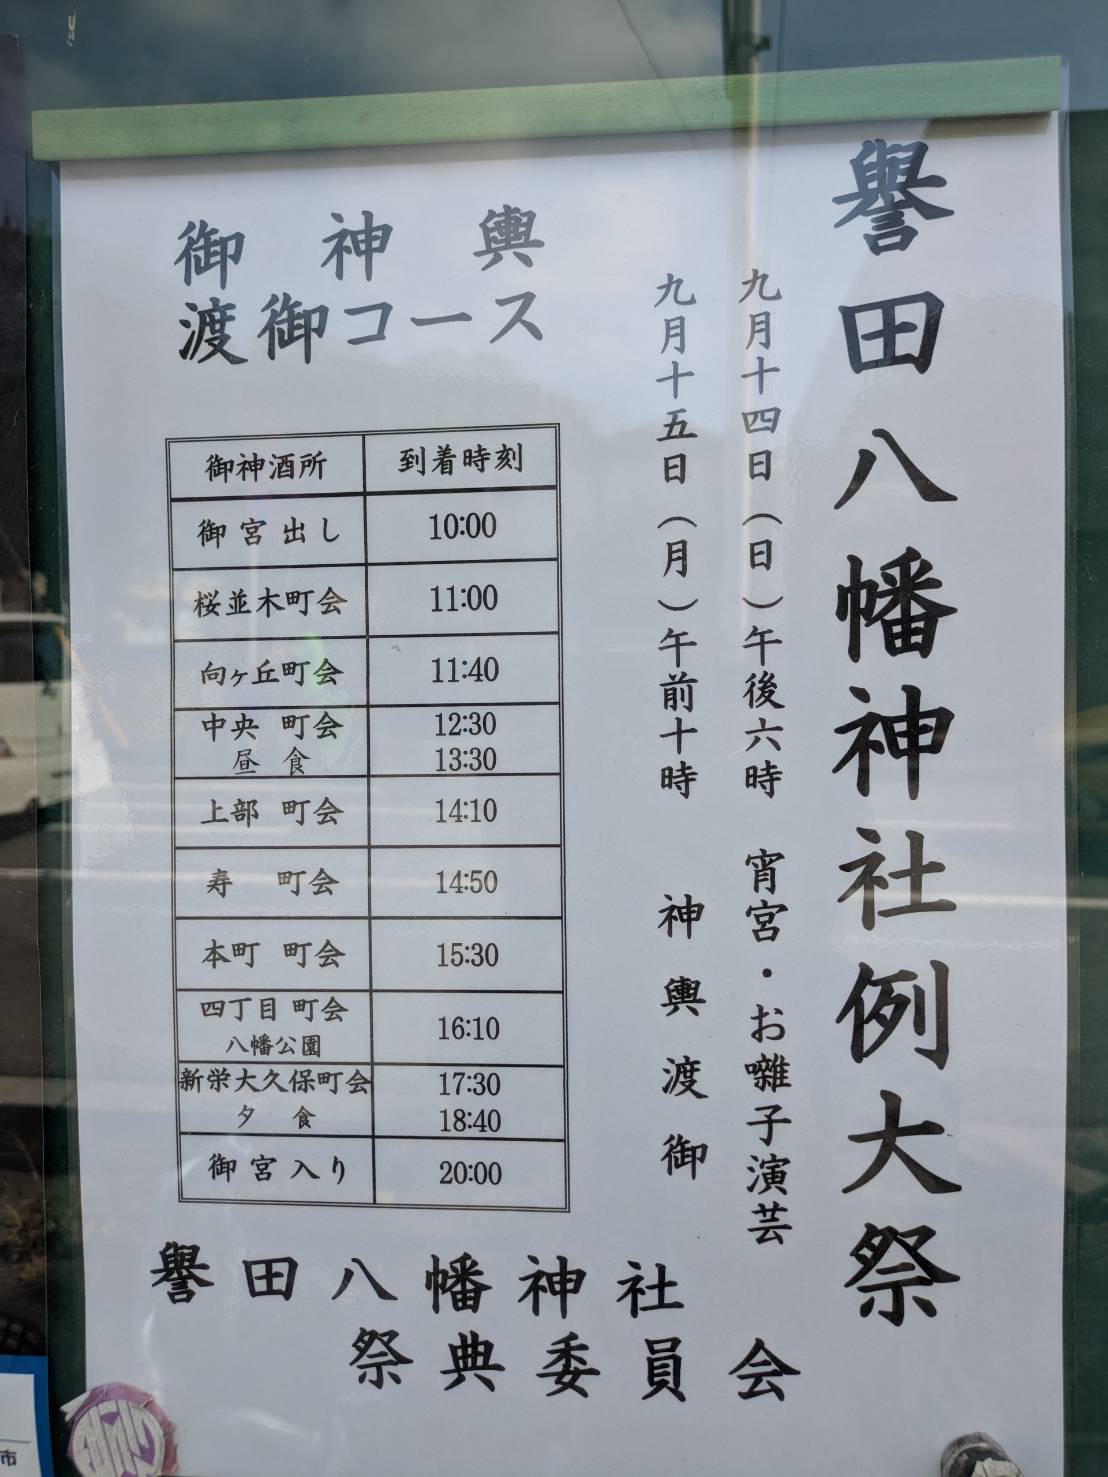 譽田八幡神社例大祭
九月十四日（日）午後六時　宵宮・お囃子演芸
九月十五日（月）午前十時　神輿渡御
御神輿
渡御コース
御神酒所 到着時刻
御宮出し 10:00
桜並木町会 11:00
向ヶ丘町会 11:40
中央 町会 12:30
昼食 13:30
上部 町会 14:10
寿 町会 14:50
本町 町会 15:30
四丁目 町会 16:10
八幡公園
新栄大久保町会 17:30
夕食 18:40
御宮入り 20:00
譽田八幡神社
祭典委員会
市